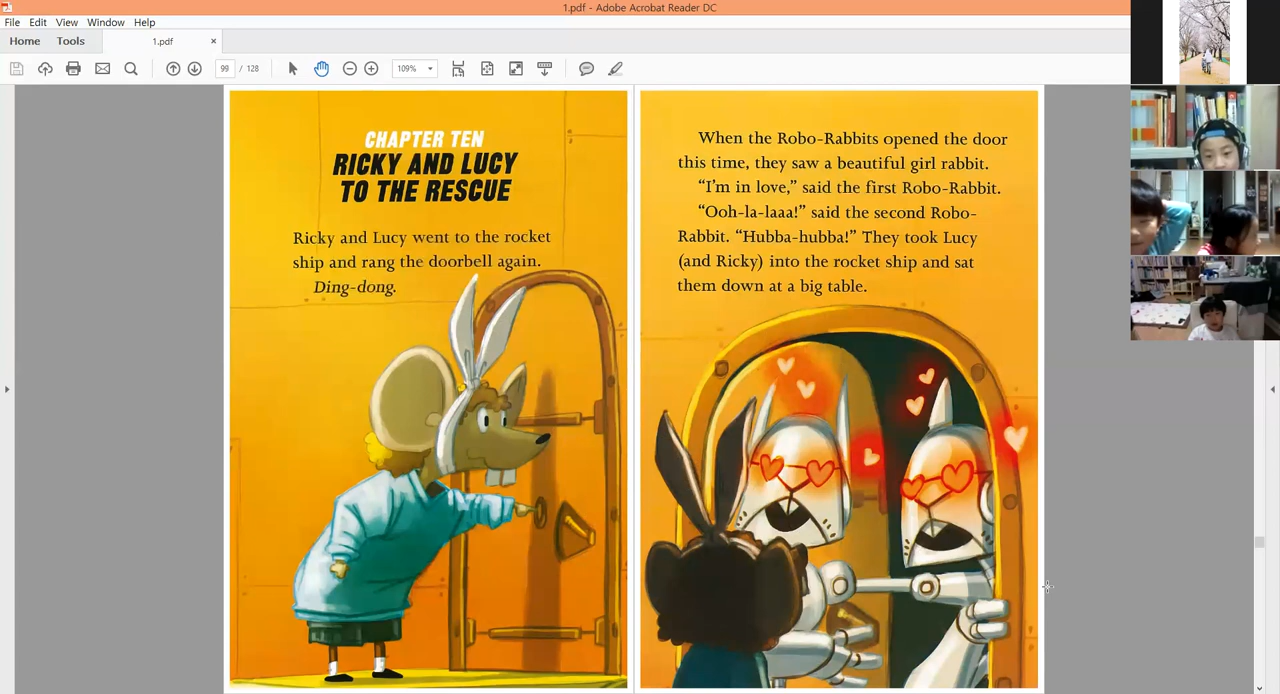 1.pdf - Adobe Acrobat Reader DC
File Edit View Window Help
Home Tools 1.pdf ×
99 / 128 109%
CHAPTER TEN
RICKY AND LUCY
TO THE RESCUE
Ricky and Lucy went to the rocket
ship and rang the doorbell again.
Ding-dong.
When the Robo-Rabbits opened the door
this time, they saw a beautiful girl rabbit.
“I’m in love,” said the first Robo-Rabbit.
“Ooh-la-laaa!” said the second Robo-
Rabbit. “Hubba-hubba!” They took Lucy
(and Ricky) into the rocket ship and sat
them down at a big table.